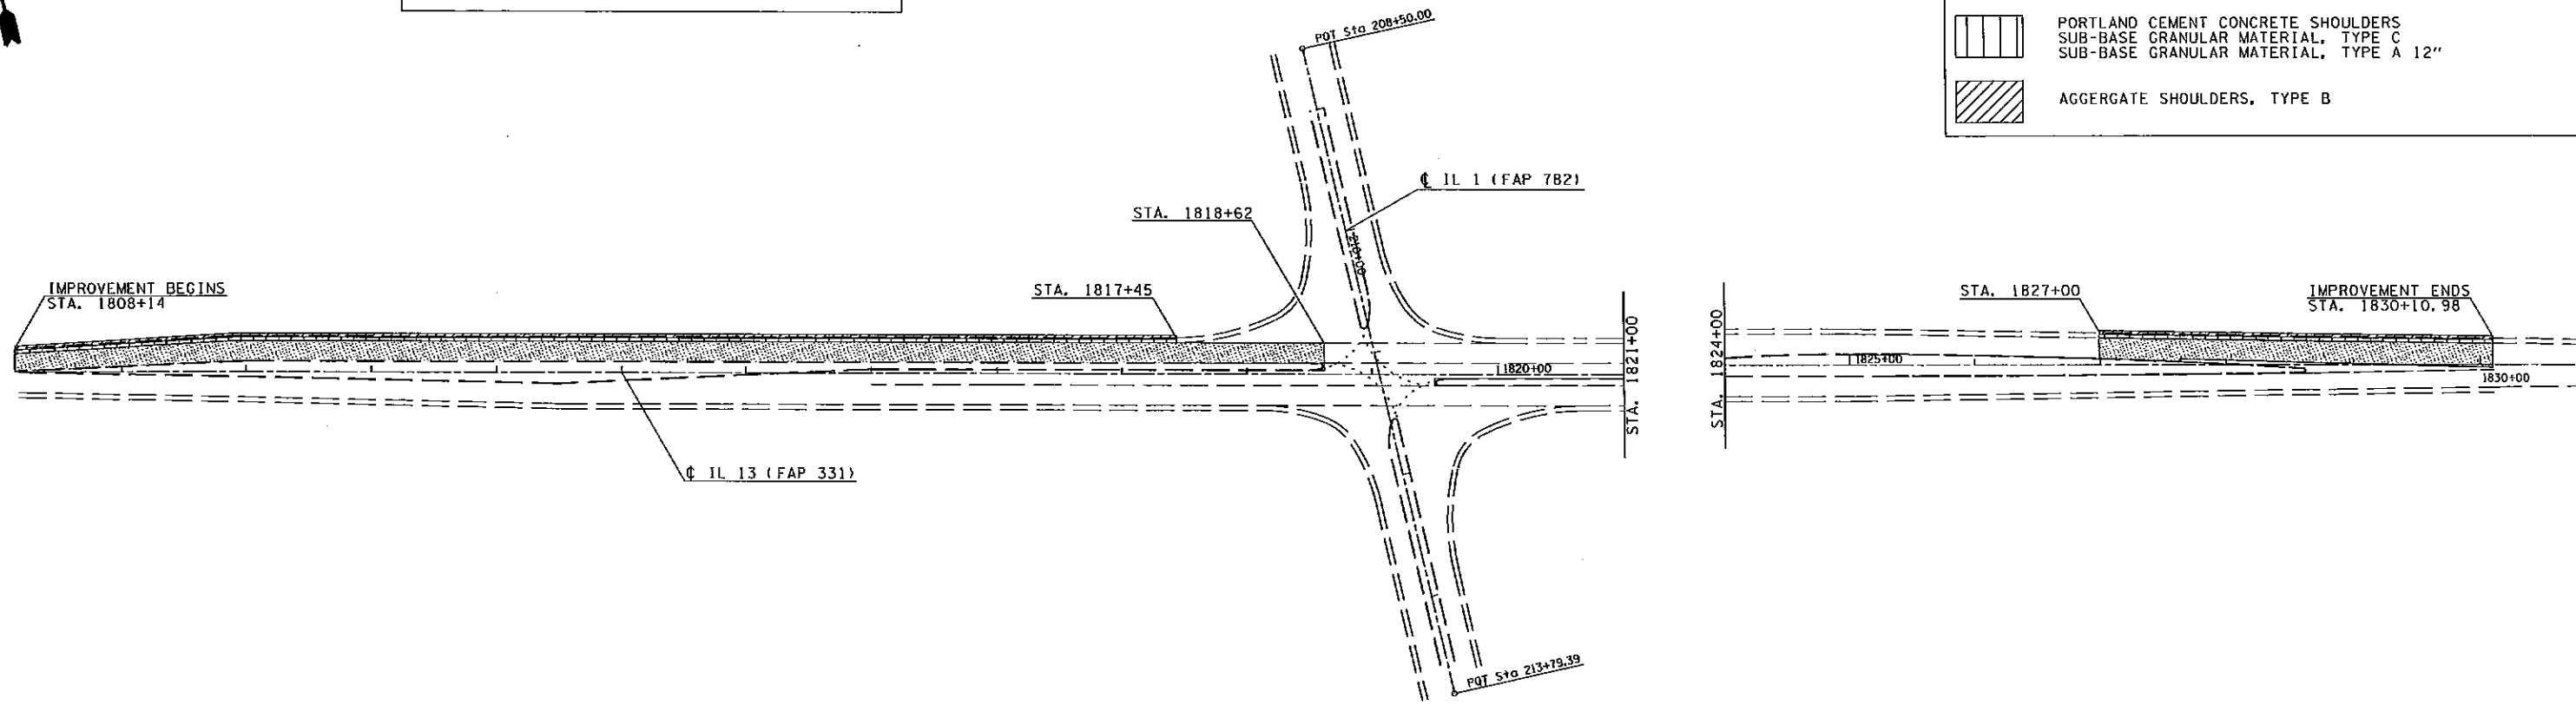 POT Sta 208+50.00
PORTLAND CEMENT CONCRETE SHOULDERS
SUB-BASE GRANULAR MATERIAL, TYPE C
SUB-BASE GRANULAR MATERIAL, TYPE A 12"
AGGERGATE SHOULDERS, TYPE B
℄ IL 1 (FAP 782)
STA. 1818+62
210+00
IMPROVEMENT BEGINS
STA. 1808+14
STA. 1817+45
STA. 1827+00
IMPROVEMENT ENDS
STA. 1830+10.98
STA. 1821+00
STA. 1824+00
1820+00
1825+00
1830+00
℄ IL 13 (FAP 331)
POT Sta 213+79.39